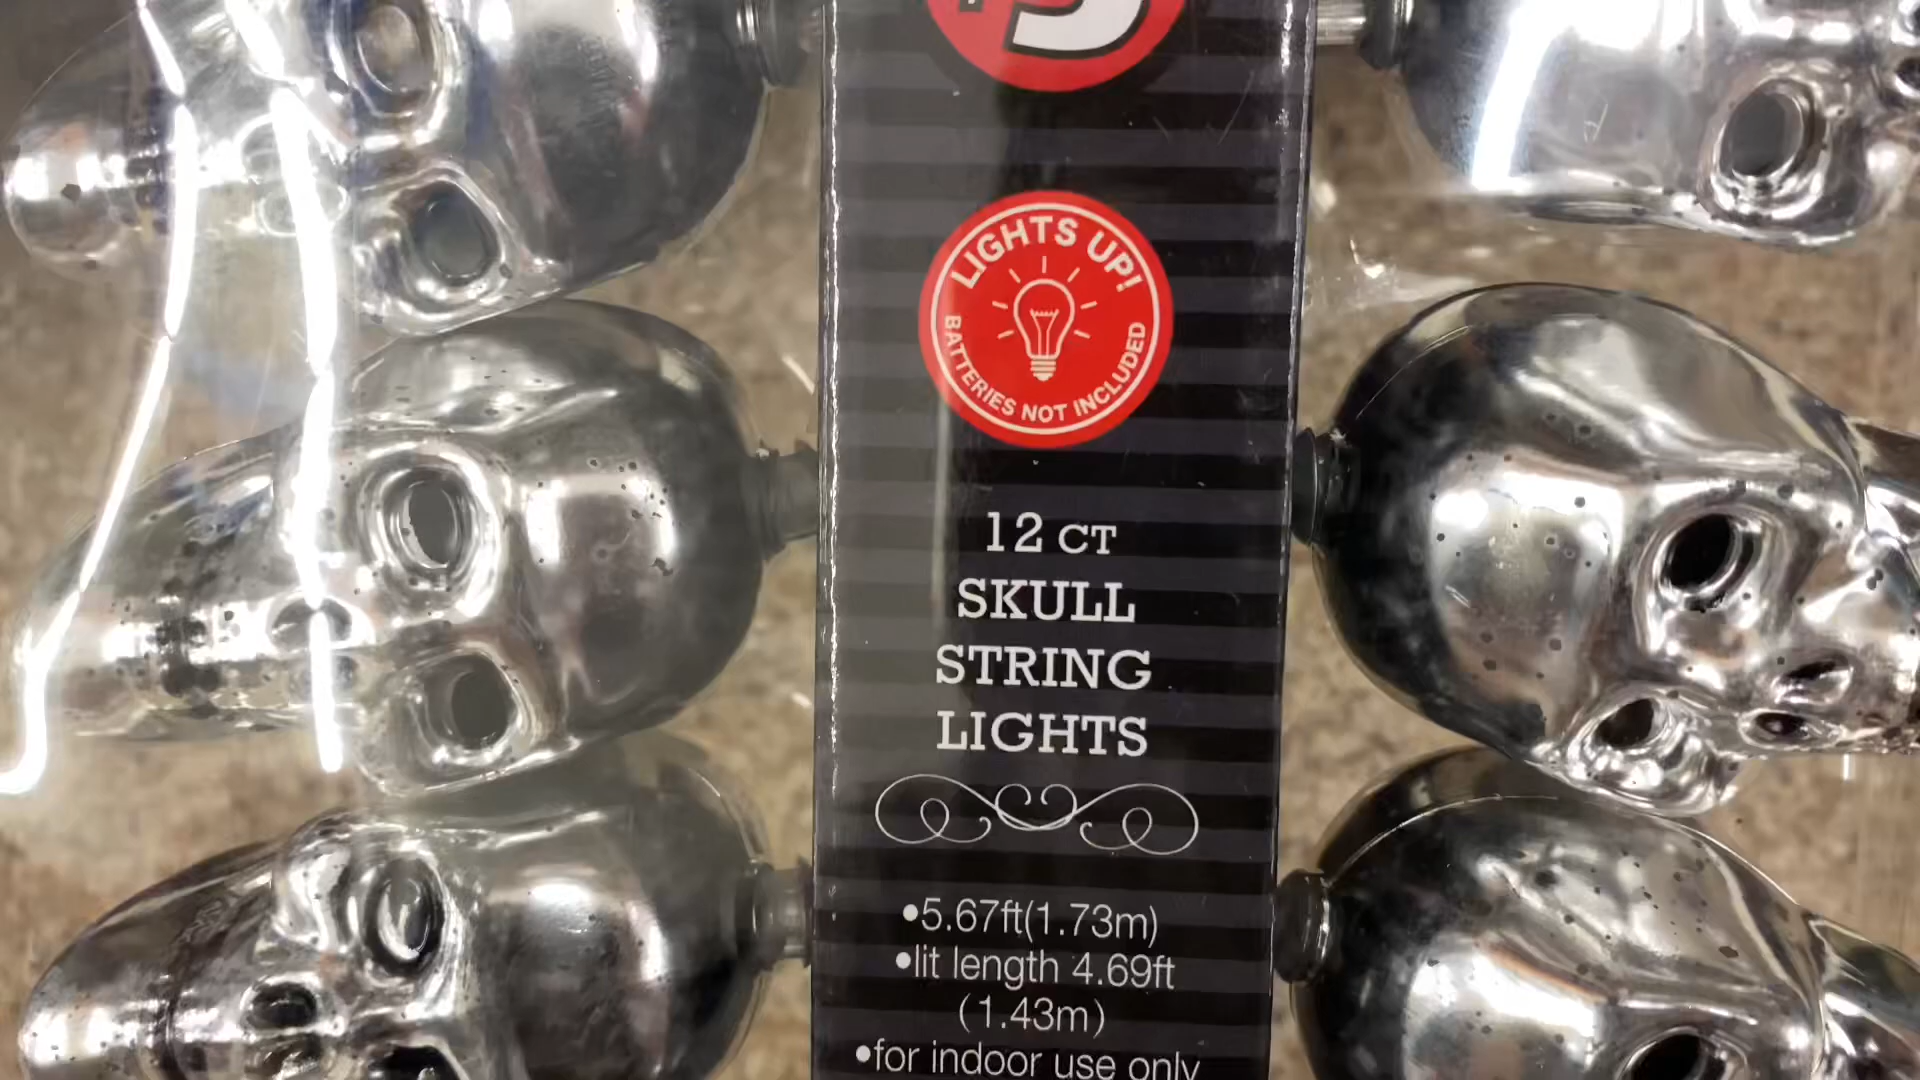 LIGHTS UP!
BATTERIES NOT INCLUDED
12 CT
SKULL
STRING
LIGHTS
•5.67ft(1.73m)
•lit length 4.69ft
(1.43m)
•for indoor use only